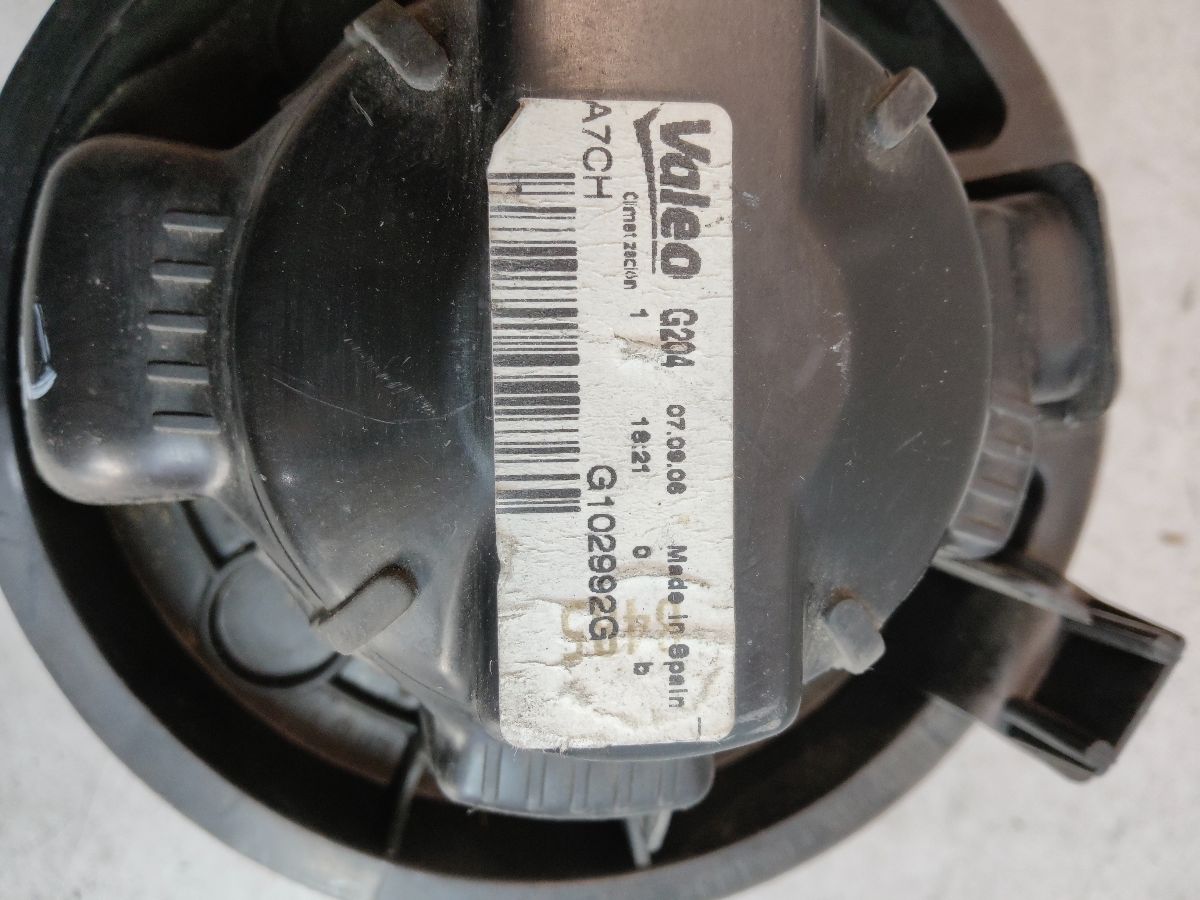 Valeo G204 07.09.06 Made in Spain
Climatización 1 16:21 0 b
A7CH G102992G